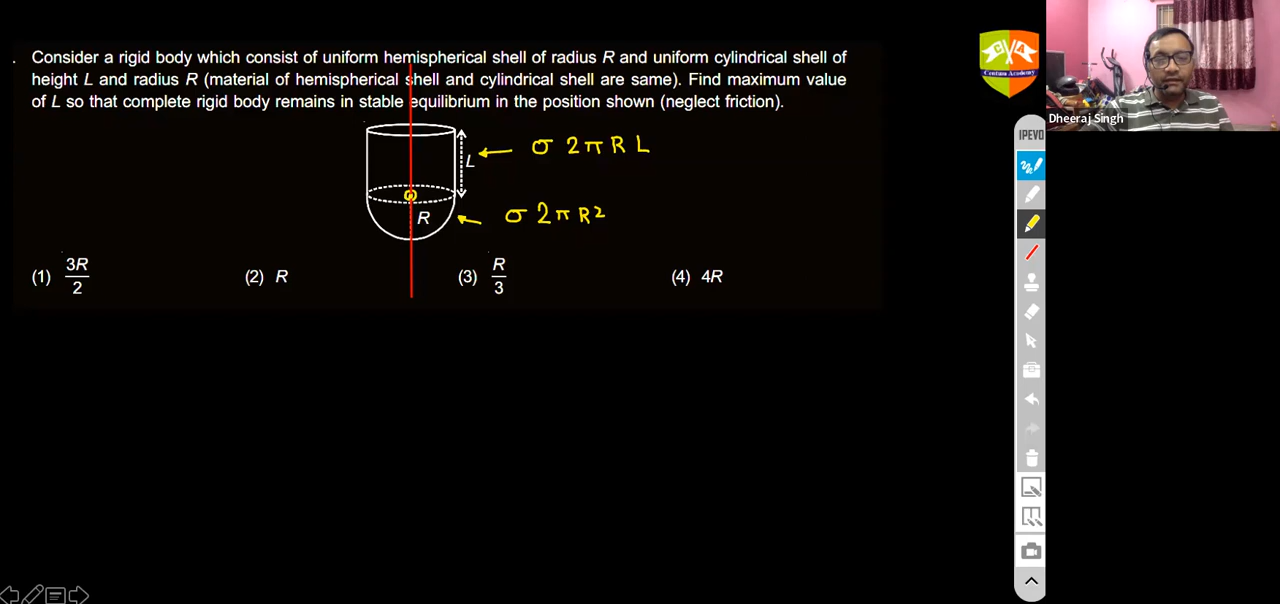 . Consider a rigid body which consist of uniform hemispherical shell of radius R and uniform cylindrical shell of
height L and radius R (material of hemispherical shell and cylindrical shell are same). Find maximum value
of L so that complete rigid body remains in stable equilibrium in the position shown (neglect friction).
L
σ 2π R L
R
σ 2π R2
(1) 3R/2 (2) R (3) R/3 (4) 4R
Centum Academy
Dheeraj Singh
IPEVO